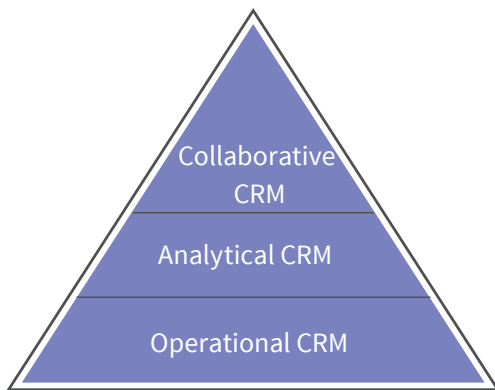 Collaborative
CRM
Analytical CRM
Operational CRM